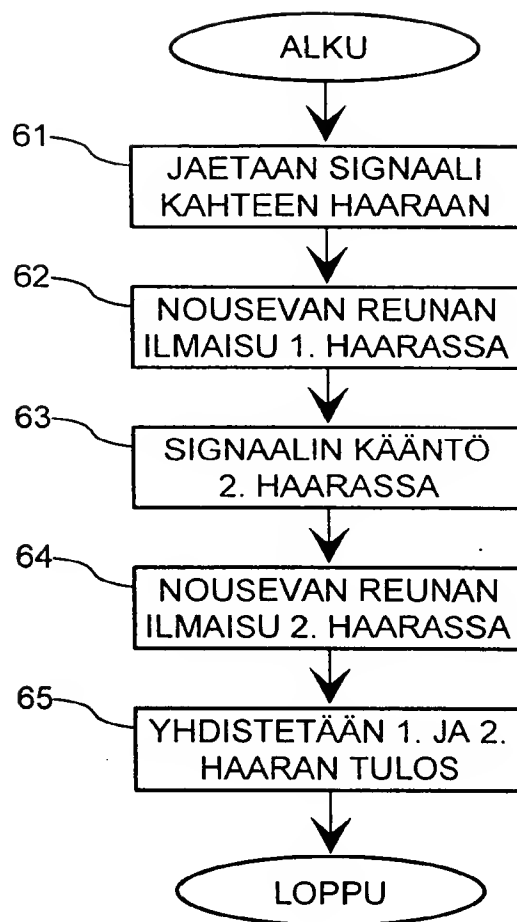 ALKU
61
JAETAAN SIGNAALI
KAHTEEN HAARAAN
62
NOUSEVAN REUNAN
ILMAISU 1. HAARASSA
63
SIGNAALIN KÄÄNTÖ
2. HAARASSA
64
NOUSEVAN REUNAN
ILMAISU 2. HAARASSA
65
YHDISTETÄÄN 1. JA 2.
HAARAN TULOS
LOPPU